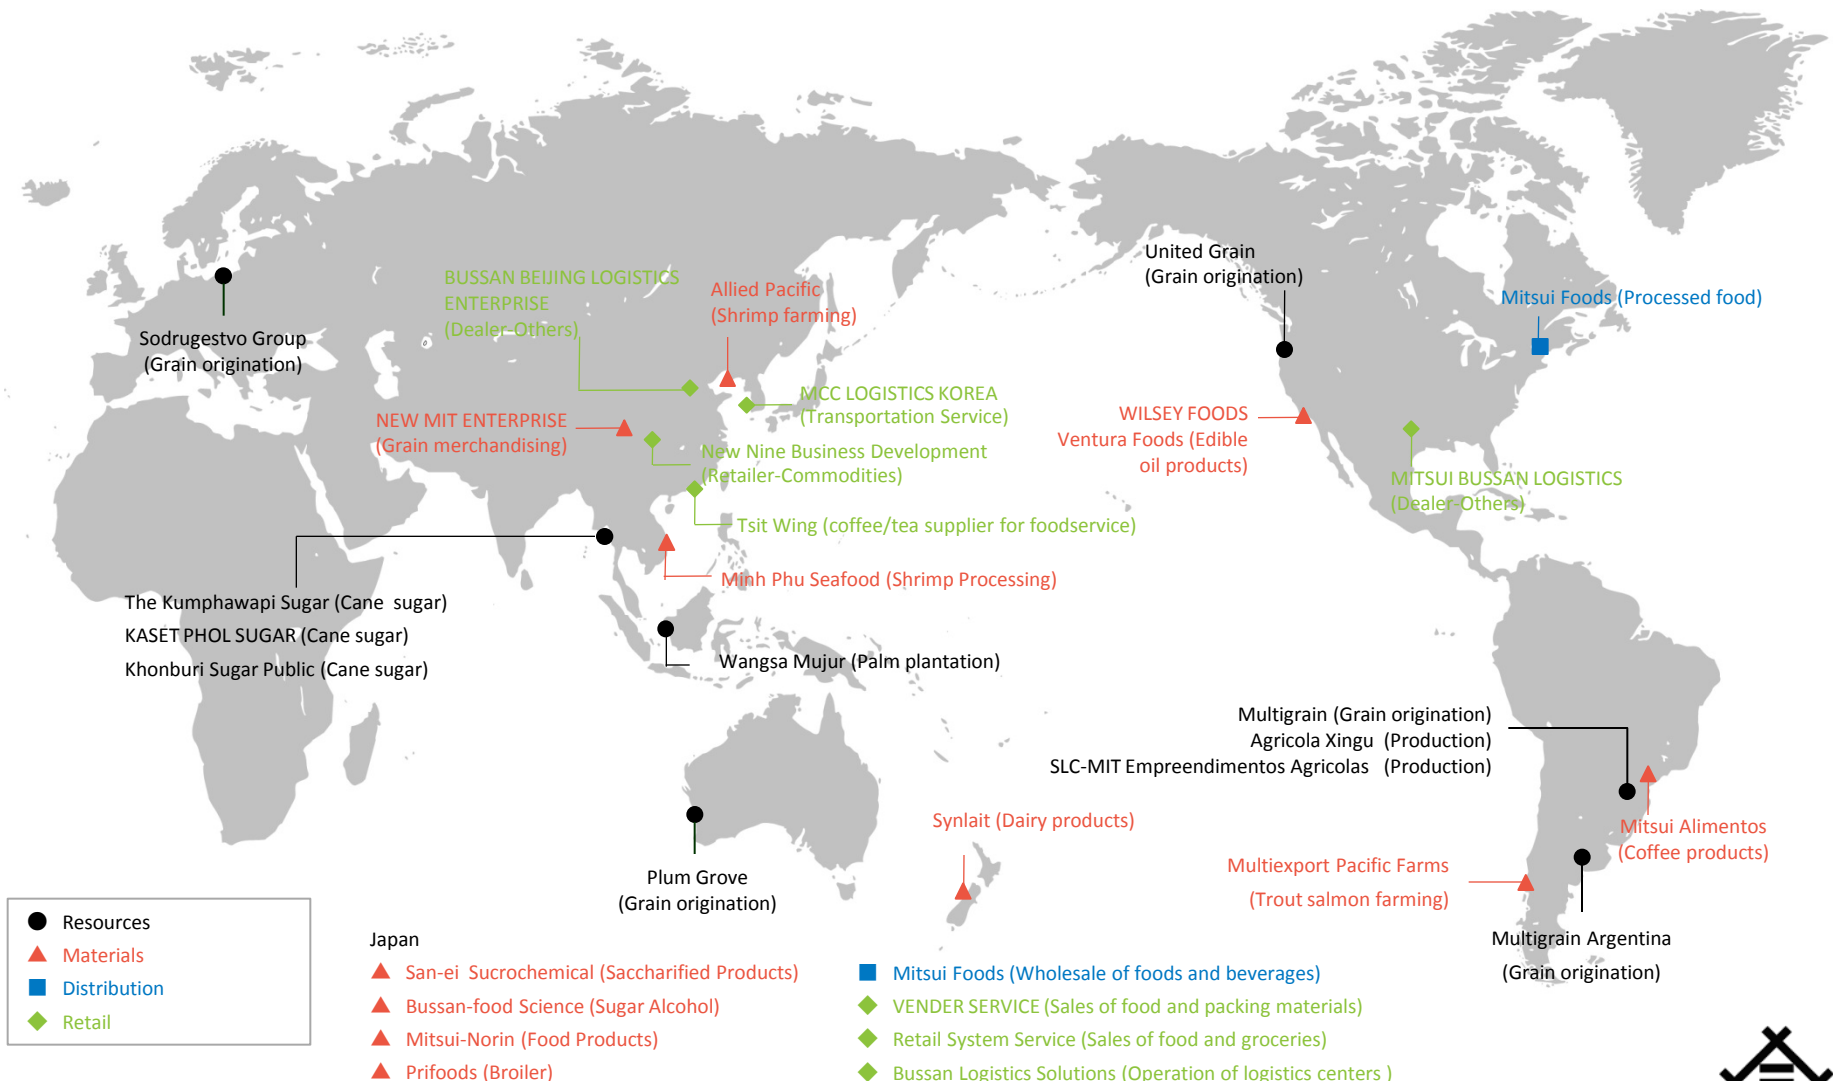 United Grain
(Grain origination)
BUSSAN BEIJING LOGISTICS
ENTERPRISE
(Dealer-Others)
Allied Pacific
(Shrimp farming)
Mitsui Foods (Processed food)
Sodrugestvo Group
(Grain origination)
MCC LOGISTICS KOREA
(Transportation Service)
NEW MIT ENTERPRISE
(Grain merchandising)
WILSEY FOODS
Ventura Foods (Edible
oil products)
New Nine Business Development
(Retailer-Commodities)
MITSUI BUSSAN LOGISTICS
(Dealer-Others)
Tsit Wing (coffee/tea supplier for foodservice)
Minh Phu Seafood (Shrimp Processing)
The Kumphawapi Sugar (Cane sugar)
KASET PHOL SUGAR (Cane sugar)
Khonburi Sugar Public (Cane sugar)
Wangsa Mujur (Palm plantation)
Multigrain (Grain origination)
Agricola Xingu (Production)
SLC-MIT Empreendimentos Agricolas (Production)
Synlait (Dairy products)
Mitsui Alimentos
(Coffee products)
Plum Grove
(Grain origination)
Multiexport Pacific Farms
(Trout salmon farming)
Multigrain Argentina
(Grain origination)
Resources
Materials
Distribution
Retail
Japan
San-ei Sucrochemical (Saccharified Products)
Bussan-food Science (Sugar Alcohol)
Mitsui-Norin (Food Products)
Prifoods (Broiler)
Mitsui Foods (Wholesale of foods and beverages)
VENDER SERVICE (Sales of food and packing materials)
Retail System Service (Sales of food and groceries)
Bussan Logistics Solutions (Operation of logistics centers )